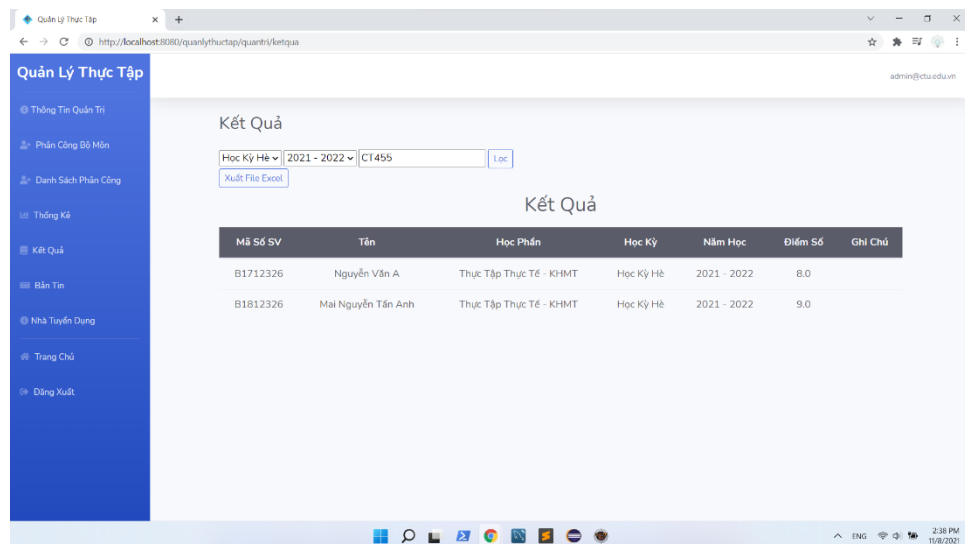 Quản Lý Thực Tập
http://localhost:8080/quanlythuctap/quantri/ketqua
Quản Lý Thực Tập
admin@ctu.edu.vn
Thông Tin Quản Trị
Phân Công Bộ Môn
Danh Sách Phân Công
Thống Kê
Kết Quả
Bản Tin
Nhà Tuyển Dụng
Trang Chủ
Đăng Xuất
Kết Quả
Học Kỳ Hè 2021 - 2022 CT455 Lọc
Xuất File Excel
Kết Quả
Mã Số SV Tên Học Phần Học Kỳ Năm Học Điểm Số Ghi Chú
B1712326 Nguyễn Văn A Thực Tập Thực Tế - KHMT Học Kỳ Hè 2021 - 2022 8.0
B1812326 Mai Nguyễn Tấn Anh Thực Tập Thực Tế - KHMT Học Kỳ Hè 2021 - 2022 9.0
ENG 2:38 PM
11/8/2021